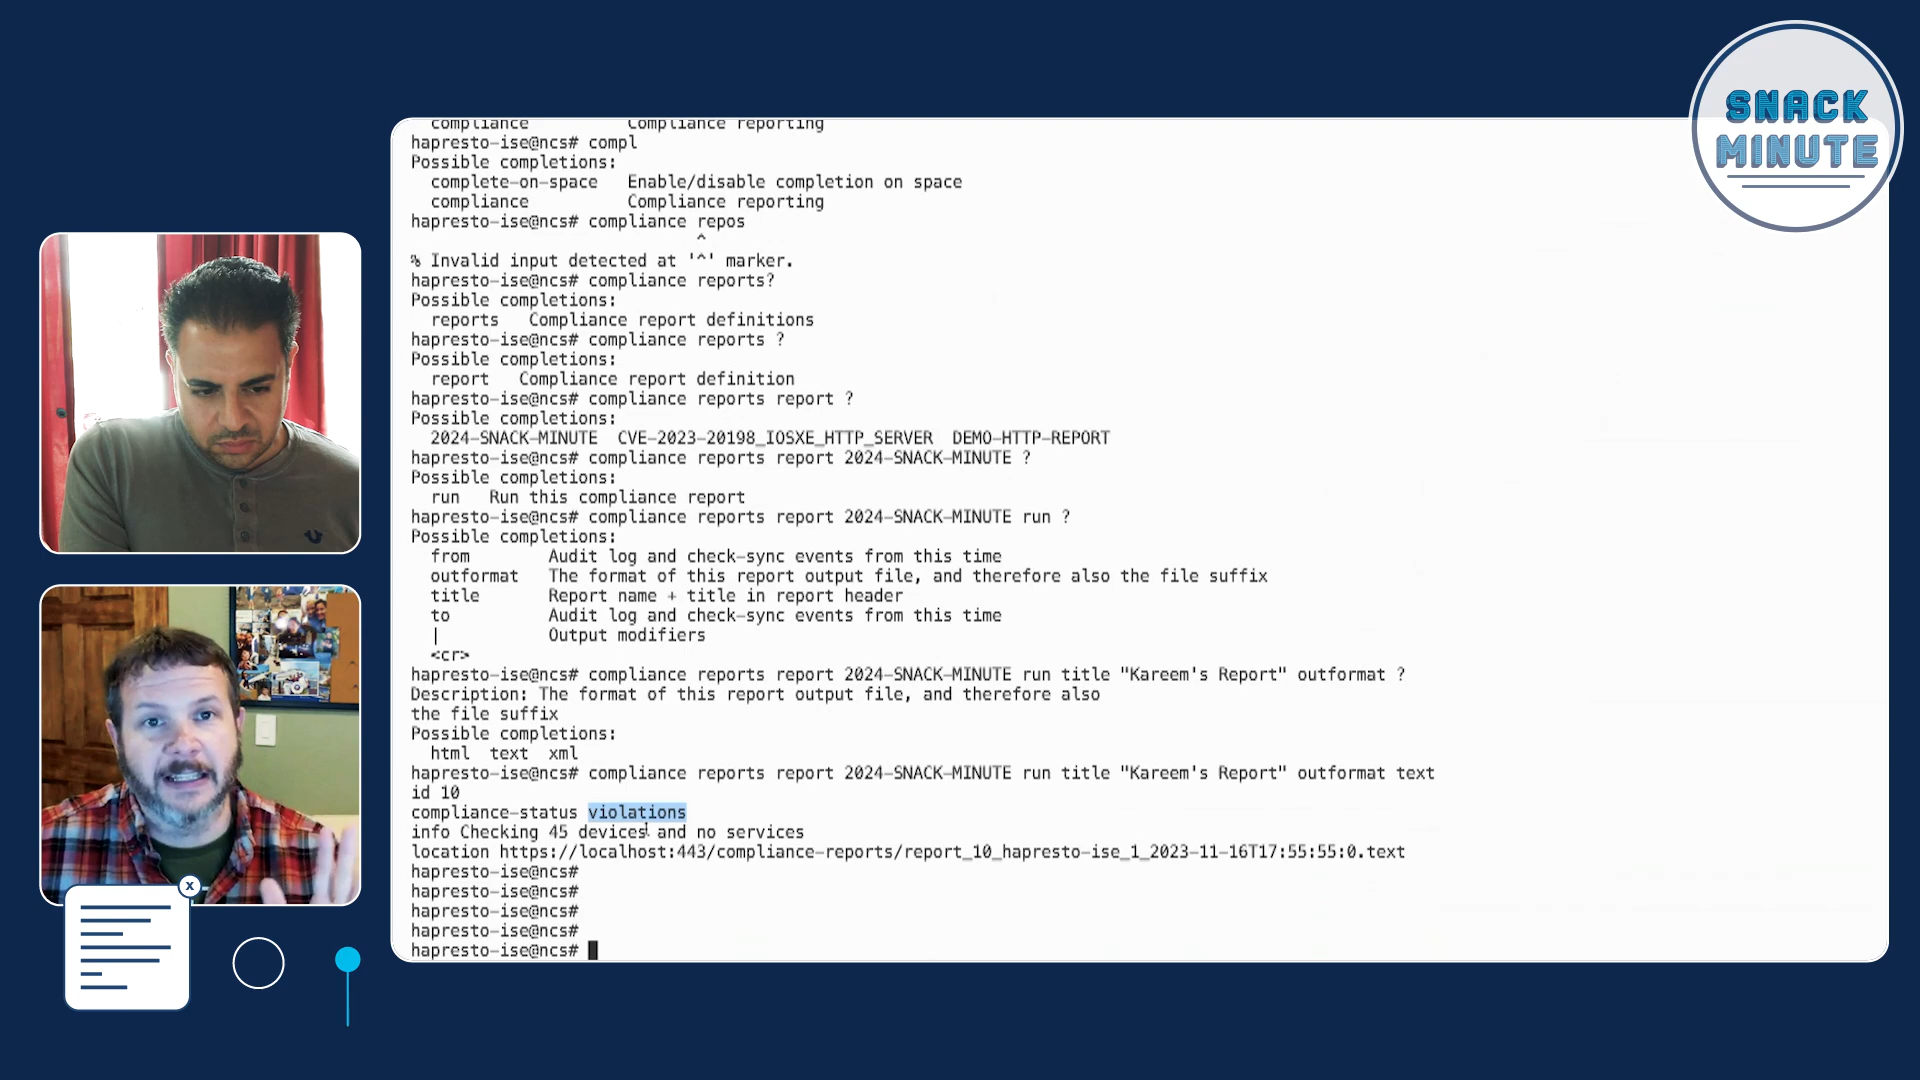 SNACK
MINUTE
compliance Compliance reporting
hapresto-ise@ncs# compl
Possible completions:
complete-on-space Enable/disable completion on space
compliance Compliance reporting
hapresto-ise@ncs# compliance repos
^
% Invalid input detected at '^' marker.
hapresto-ise@ncs# compliance reports?
Possible completions:
reports Compliance report definitions
hapresto-ise@ncs# compliance reports ?
Possible completions:
report Compliance report definition
hapresto-ise@ncs# compliance reports report ?
Possible completions:
2024-SNACK-MINUTE CVE-2023-20198_IOSXE_HTTP_SERVER DEMO-HTTP-REPORT
hapresto-ise@ncs# compliance reports report 2024-SNACK-MINUTE ?
Possible completions:
run Run this compliance report
hapresto-ise@ncs# compliance reports report 2024-SNACK-MINUTE run ?
Possible completions:
from Audit log and check-sync events from this time
outformat The format of this report output file, and therefore also the file suffix
title Report name + title in report header
to Audit log and check-sync events from this time
| Output modifiers
<cr>
hapresto-ise@ncs# compliance reports report 2024-SNACK-MINUTE run title "Kareem's Report" outformat ?
Description: The format of this report output file, and therefore also
the file suffix
Possible completions:
html text xml
hapresto-ise@ncs# compliance reports report 2024-SNACK-MINUTE run title "Kareem's Report" outformat text
id 10
compliance-status violations
info Checking 45 devices and no services
location https://localhost:443/compliance-reports/report_10_hapresto-ise_1_2023-11-16T17:55:55:0.text
hapresto-ise@ncs#
hapresto-ise@ncs#
hapresto-ise@ncs#
hapresto-ise@ncs#
hapresto-ise@ncs#
x